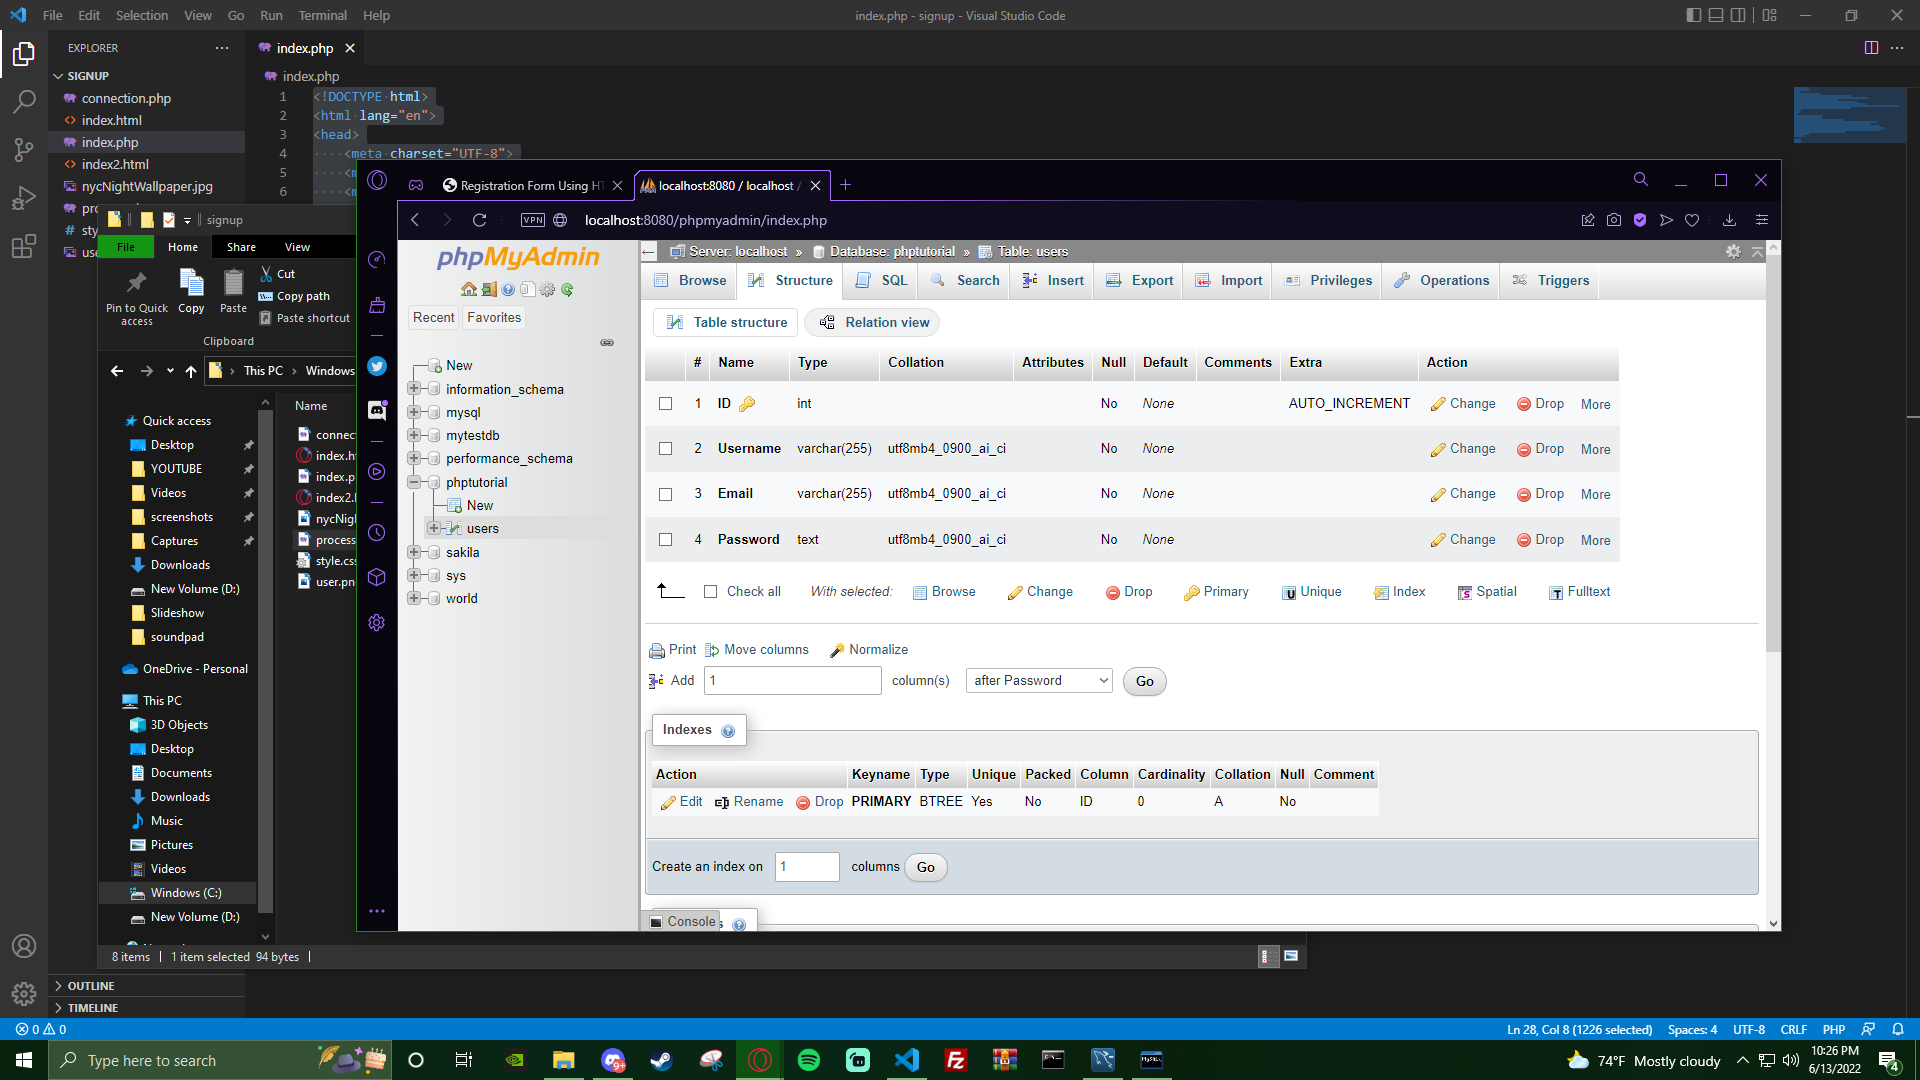 File Edit Selection View Go Run Terminal Help
index.php - signup - Visual Studio Code
EXPLORER
SIGNUP
connection.php
index.html
index.php
index2.html
nycNightWallpaper.jpg
OUTLINE
TIMELINE
index.php
index.php
1 <!DOCTYPE html>
2 <html lang="en">
3 <head>
4 <meta charset="UTF-8">
5
6
signup
File Home Share View
Pin to Quick access
Copy
Paste
Cut
Copy path
Paste shortcut
Clipboard
This PC > Windows
Quick access
Desktop
YOUTUBE
Videos
screenshots
Captures
Downloads
New Volume (D:)
Slideshow
soundpad
OneDrive - Personal
This PC
3D Objects
Desktop
Documents
Downloads
Music
Pictures
Videos
Windows (C:)
New Volume (D:)
Name
connec
index.h
index.p
index2.
nycNigh
process
style.cs
user.pn
8 items 1 item selected 94 bytes
Registration Form Using HT
localhost:8080 / localhost /
VPN
localhost:8080/phpmyadmin/index.php
phpMyAdmin
Recent Favorites
New
information_schema
mysql
mytestdb
performance_schema
phptutorial
New
users
sakila
sys
world
Server: localhost » Database: phptutorial » Table: users
Browse Structure SQL Search Insert Export Import Privileges Operations Triggers
Table structure Relation view
# Name Type Collation Attributes Null Default Comments Extra Action
1 ID int No None AUTO_INCREMENT Change Drop More
2 Username varchar(255) utf8mb4_0900_ai_ci No None Change Drop More
3 Email varchar(255) utf8mb4_0900_ai_ci No None Change Drop More
4 Password text utf8mb4_0900_ai_ci No None Change Drop More
Check all With selected: Browse Change Drop Primary Unique Index Spatial Fulltext
Print Move columns Normalize
Add 1 column(s) after Password Go
Indexes
Action Keyname Type Unique Packed Column Cardinality Collation Null Comment
Edit Rename Drop PRIMARY BTREE Yes No ID 0 A No
Create an index on 1 columns Go
Console
0 0
Ln 28, Col 8 (1226 selected) Spaces: 4 UTF-8 CRLF PHP
Type here to search
74°F Mostly cloudy
10:26 PM
6/13/2022
4